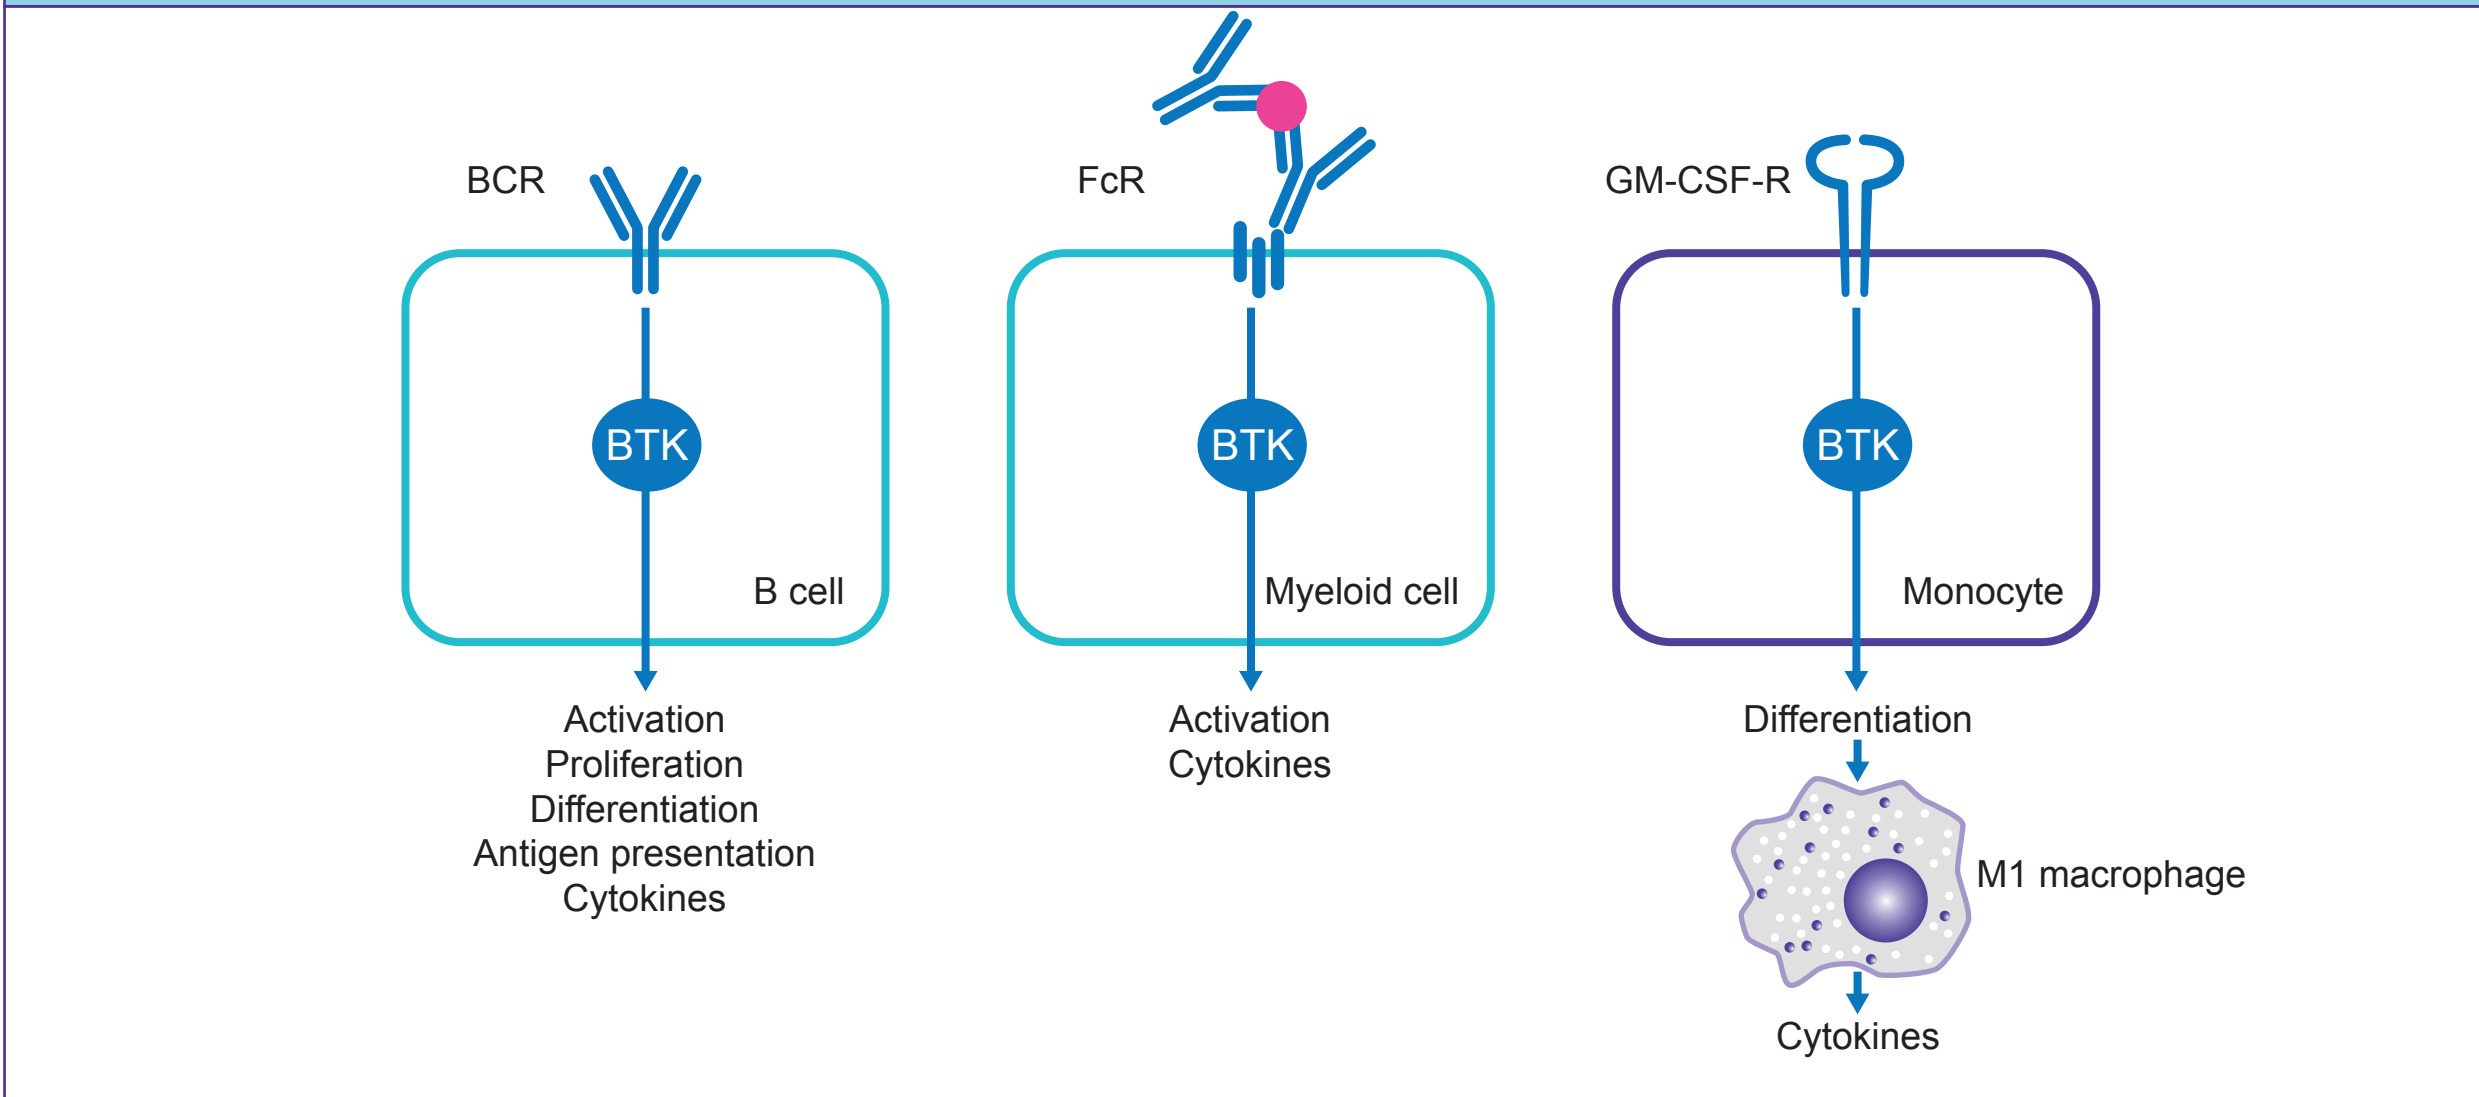 BCR
BTK
B cell
Activation
Proliferation
Differentiation
Antigen presentation
Cytokines
FcR
BTK
Myeloid cell
Activation
Cytokines
GM-CSF-R
BTK
Monocyte
Differentiation
M1 macrophage
Cytokines